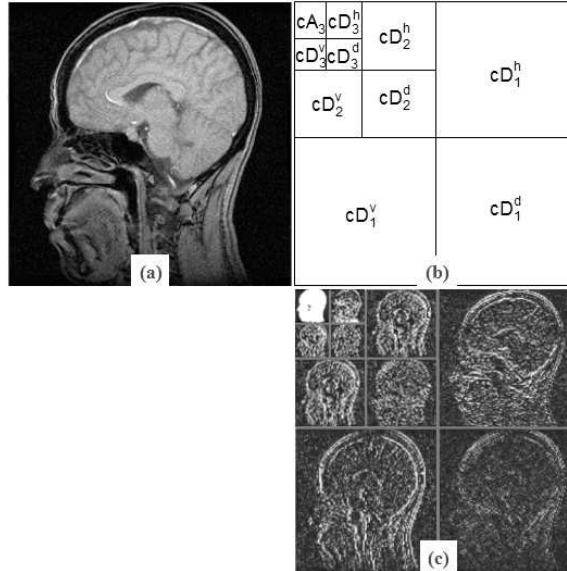 cA₃ cD₃ʰ
cD₂ʰ
cD₁ʰ
cD₃ᵛ cD₃ᵈ
cD₂ᵛ
cD₂ᵈ
cD₁ᵛ
cD₁ᵈ
(a)
(b)
(c)